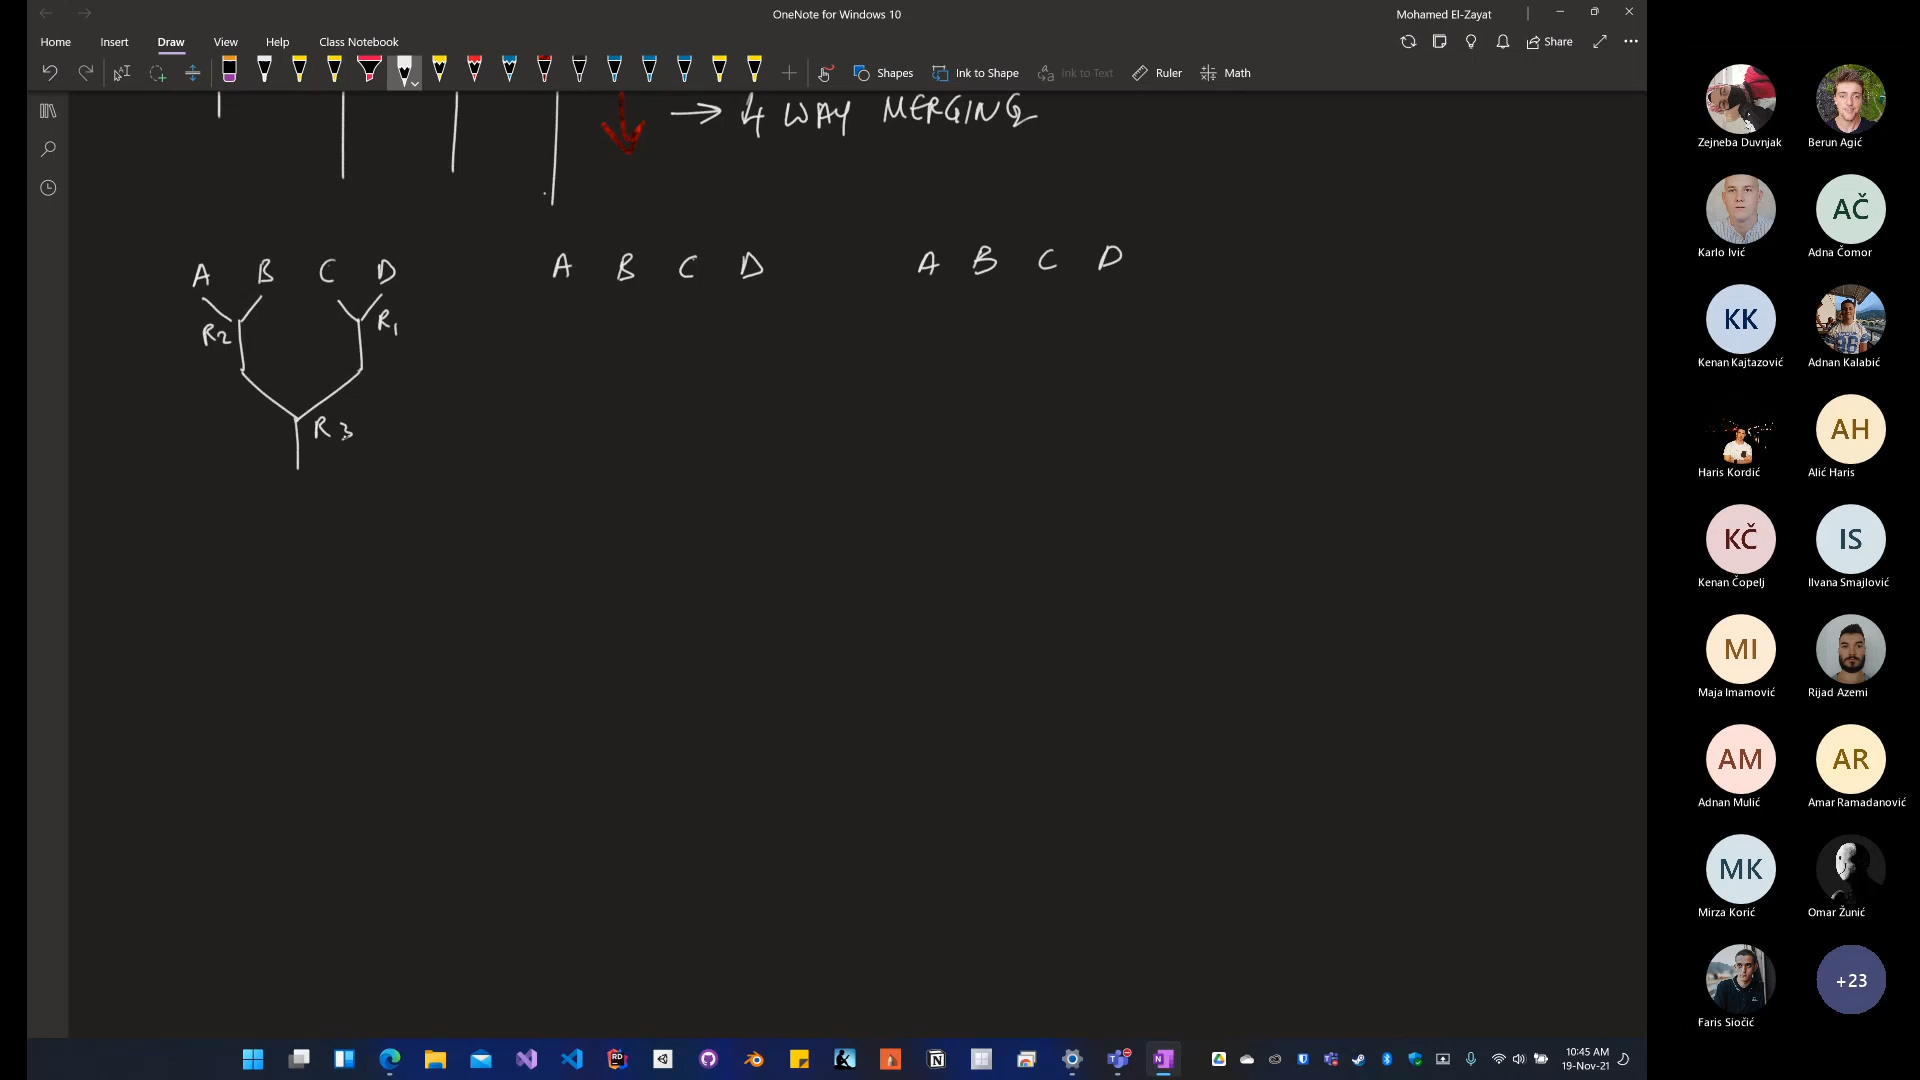 OneNote for Windows 10
Mohamed El-Zayat
Home Insert Draw View Help Class Notebook
Share
Shapes Ink to Shape Ink to Text Ruler Math
→ 4 WAY MERGING
A B C D
A B C D
A B C D
R2
R1
R3
Zejneba Duvnjak
Berun Agić
Karlo Ivić
AČ
Adna Čomor
KK
Kenan Kajtazović
Adnan Kalabić
Haris Kordić
AH
Alić Haris
KČ
Kenan Čopelj
IS
Ilvana Smajlović
MI
Maja Imamović
Rijad Azemi
AM
Adnan Mulić
AR
Amar Ramadanović
MK
Mirza Korić
Omar Žunić
Faris Siočić
+23
10:45 AM
19-Nov-21